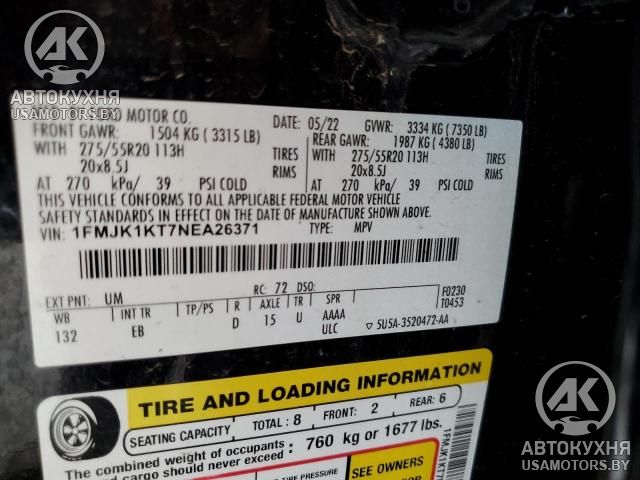 АК
АВТОКУХНЯ
USAMOTORS.BY
MOTOR CO.
DATE: 05/22 GVWR: 3334 KG (7350 LB)
FRONT GAWR: 1504 KG (3315 LB) REAR GAWR: 1987 KG (4380 LB)
WITH 275/55R20 113H TIRES WITH 275/55R20 113H TIRES
20x8.5J RIMS 20x8.5J RIMS
AT 270 kPa/ 39 PSI COLD AT 270 kPa/ 39 PSI COLD
THIS VEHICLE CONFORMS TO ALL APPLICABLE FEDERAL MOTOR VEHICLE
SAFETY STANDARDS IN EFFECT ON THE DATE OF MANUFACTURE SHOWN ABOVE.
VIN: 1FMJK1KT7NEA26371 TYPE: MPV
EXT PNT: UM RC: 72 DSO: F0230
T0453
WB INT TR TP/PS R AXLE TR SPR
132 EB D 15 U AAAA
ULC ▽5U5A-3520472-AA
TIRE AND LOADING INFORMATION
SEATING CAPACITY TOTAL: 8 FRONT: 2 REAR: 6
The combined weight of occupants
and cargo should never exceed: 760 kg or 1677 lbs.
TIRE PRESSURE
SEE OWNERS
1FMJK1KT7
АК
АВТОКУХНЯ
USAMOTORS.BY